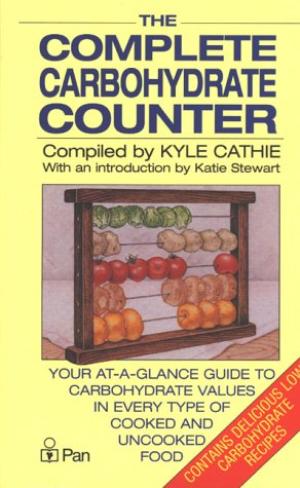 THE
COMPLETE
CARBOHYDRATE
COUNTER
Compiled by KYLE CATHIE
With an introduction by Katie Stewart
YOUR AT-A-GLANCE GUIDE TO
CARBOHYDRATE VALUES
IN EVERY TYPE OF
COOKED AND
UNCOOKED
FOOD
CONTAINS DELICIOUS LOW
CARBOHYDRATE
RECIPES
Pan